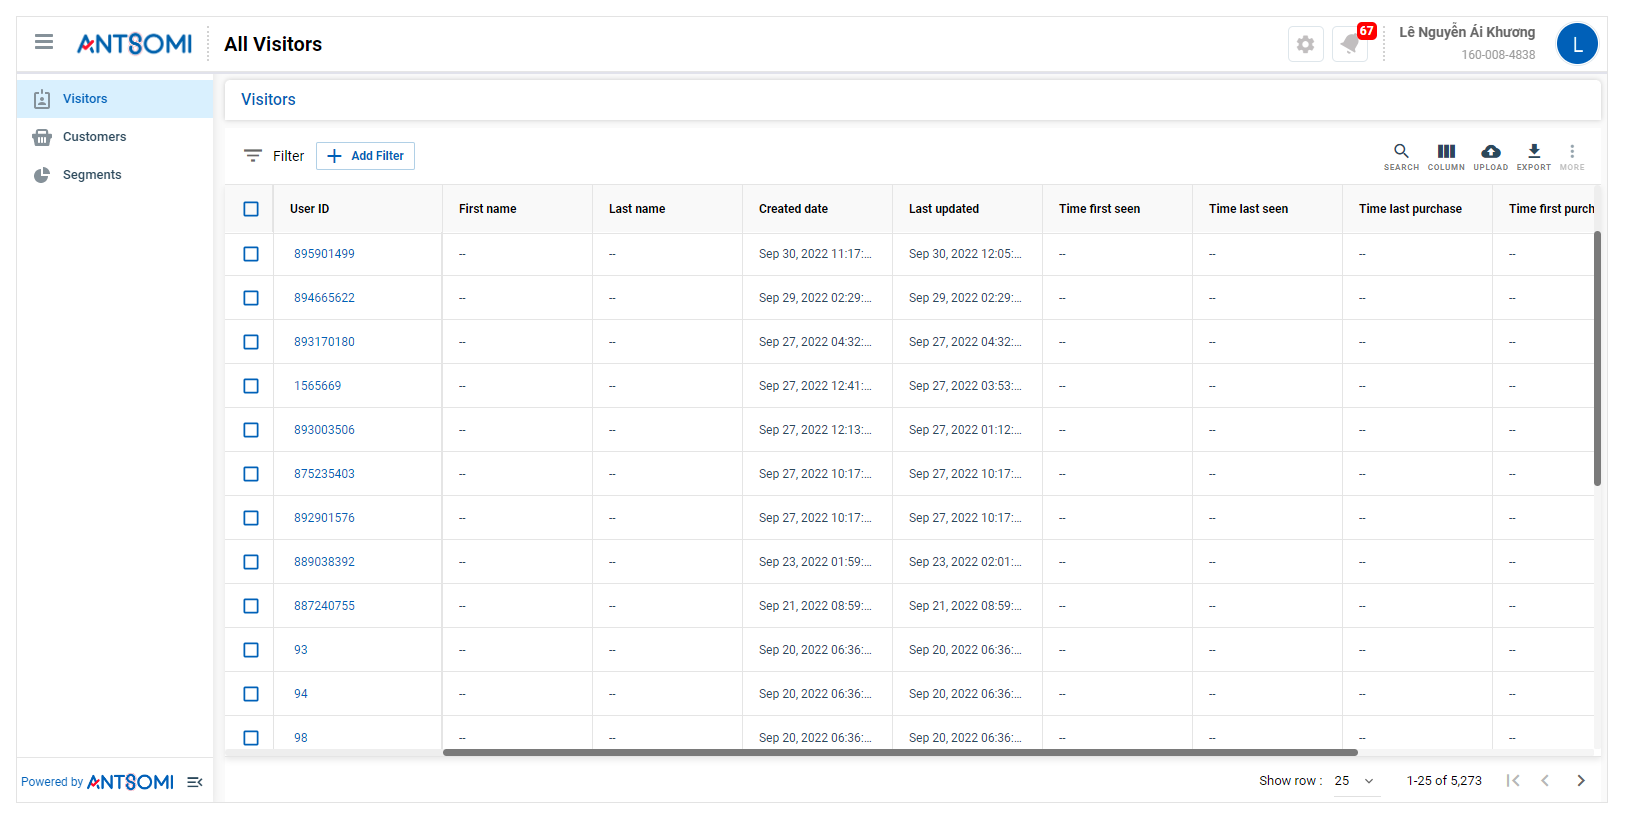 ANTSOMI
All Visitors
67
Lê Nguyễn Ái Khương
160-008-4838
L
Visitors
Customers
Segments
Visitors
Filter
Add Filter
SEARCH COLUMN UPLOAD EXPORT MORE
User ID First name Last name Created date Last updated Time first seen Time last seen Time last purchase Time first purch
895901499 -- -- Sep 30, 2022 11:17:... Sep 30, 2022 12:05:... -- -- -- --
894665622 -- -- Sep 29, 2022 02:29:... Sep 29, 2022 02:29:... -- -- -- --
893170180 -- -- Sep 27, 2022 04:32:... Sep 27, 2022 04:32:... -- -- -- --
1565669 -- -- Sep 27, 2022 12:41:... Sep 27, 2022 03:53:... -- -- -- --
893003506 -- -- Sep 27, 2022 12:13:... Sep 27, 2022 01:12:... -- -- -- --
875235403 -- -- Sep 27, 2022 10:17:... Sep 27, 2022 10:17:... -- -- -- --
892901576 -- -- Sep 27, 2022 10:17:... Sep 27, 2022 10:17:... -- -- -- --
889038392 -- -- Sep 23, 2022 01:59:... Sep 23, 2022 02:01:... -- -- -- --
887240755 -- -- Sep 21, 2022 08:59:... Sep 21, 2022 08:59:... -- -- -- --
93 -- -- Sep 20, 2022 06:36:... Sep 20, 2022 06:36:... -- -- -- --
94 -- -- Sep 20, 2022 06:36:... Sep 20, 2022 06:36:... -- -- -- --
98 -- -- Sep 20, 2022 06:36:... Sep 20, 2022 06:36:... -- -- -- --
Powered by ANTSOMI
Show row : 25 1-25 of 5,273